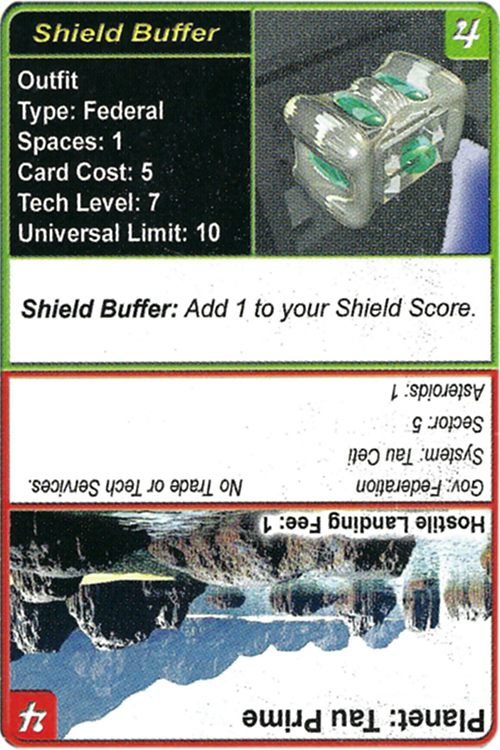 Shield Buffer
Outfit
Type: Federal
Spaces: 1
Card Cost: 5
Tech Level: 7
Universal Limit: 10
Shield Buffer: Add 1 to your Shield Score.
Planet: Tau Prime
Hostile Landing Fee: 1
Gov: Federation No Trade or Tech Services.
System: Tau Ceti
Sector: 5
Asteroids: 1